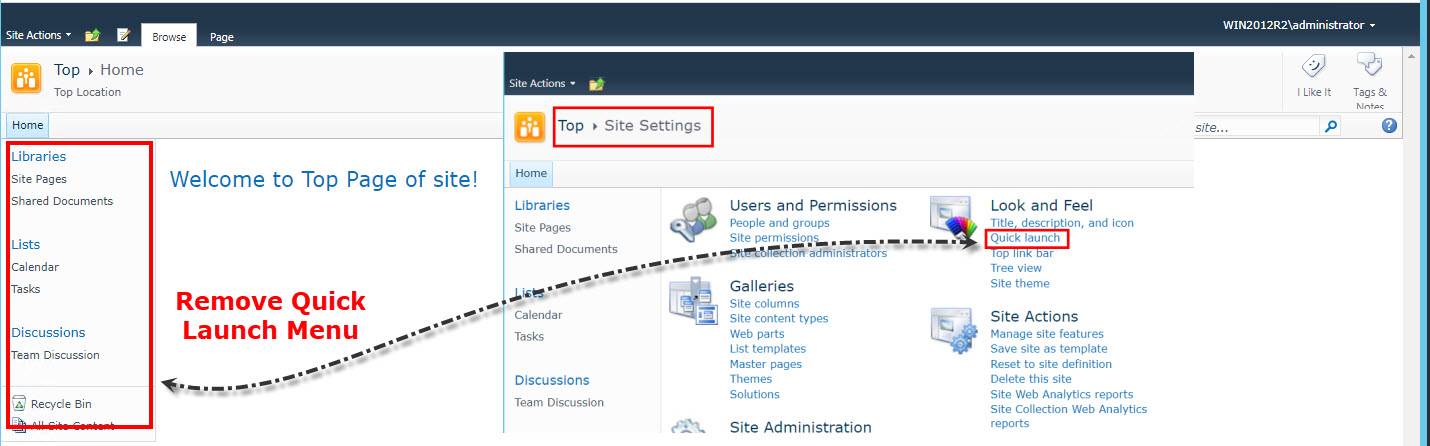 Site Actions
Browse
Page
WIN2012R2\administrator
Top ▸ Home
Top Location
I Like It
Tags &
Notes
Home
Libraries
Site Pages
Shared Documents
Lists
Calendar
Tasks
Discussions
Team Discussion
Recycle Bin
All Site Content
Welcome to Top Page of site!
Remove Quick
Launch Menu
Site Actions
Top ▸ Site Settings
site...
Home
Libraries
Site Pages
Shared Documents
Lists
Calendar
Tasks
Discussions
Team Discussion
Users and Permissions
People and groups
Site permissions
Site collection administrators
Galleries
Site columns
Site content types
Web parts
List templates
Master pages
Themes
Solutions
Site Administration
Look and Feel
Title, description, and icon
Quick launch
Top link bar
Tree view
Site theme
Site Actions
Manage site features
Save site as template
Reset to site definition
Delete this site
Site Web Analytics reports
Site Collection Web Analytics
reports